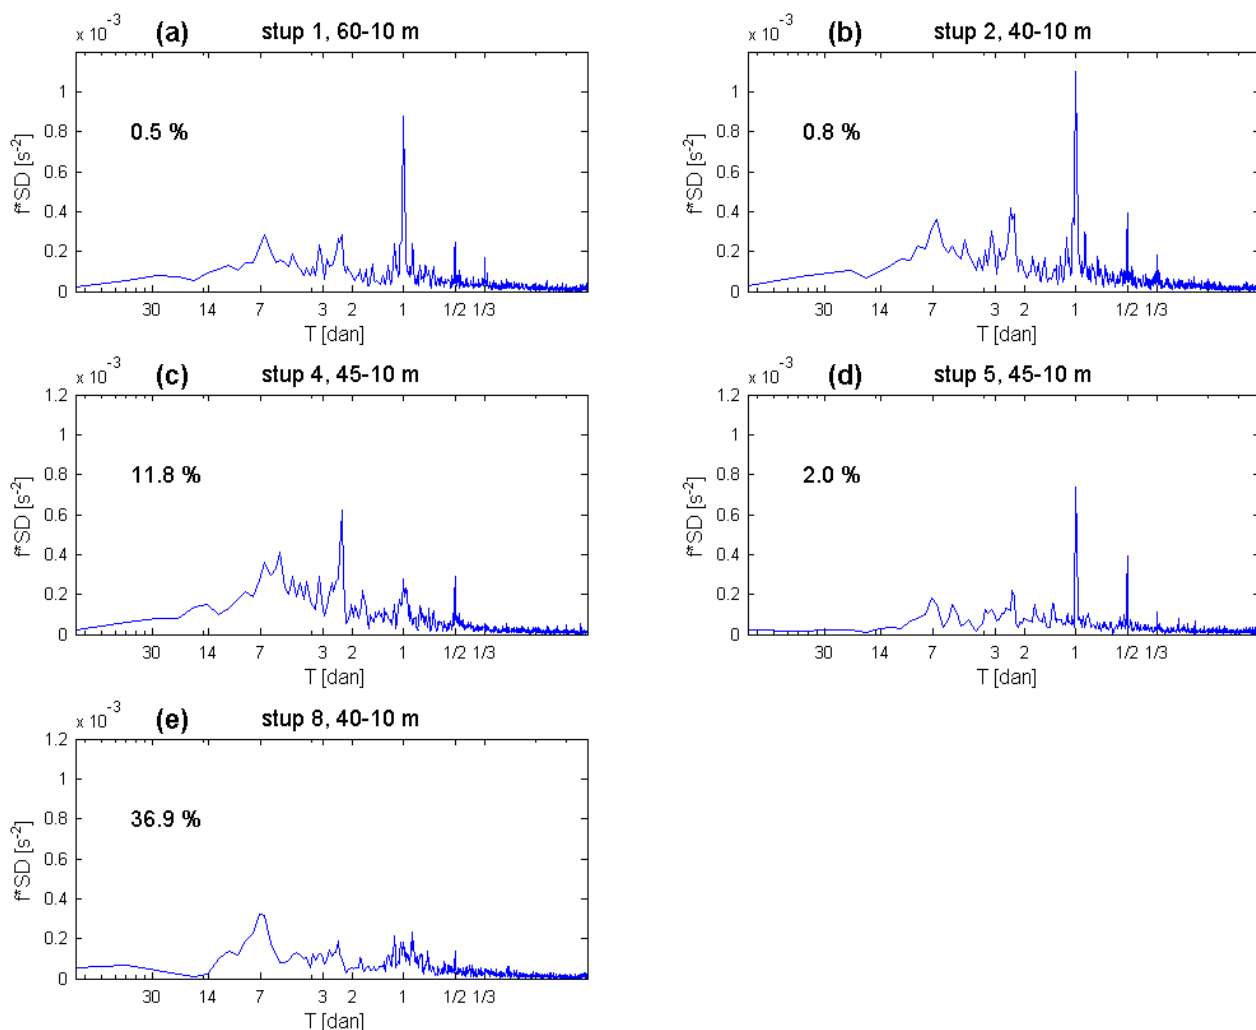 x 10^-3 (a) stup 1, 60-10 m
1
0.8
0.6
0.4
0.2
0
f*SD [s^-2]
0.5 %
30 14 7 3 2 1 1/2 1/3
T [dan]
x 10^-3 (b) stup 2, 40-10 m
1
0.8
0.6
0.4
0.2
0
f*SD [s^-2]
0.8 %
30 14 7 3 2 1 1/2 1/3
T [dan]
x 10^-3 (c) stup 4, 45-10 m
1.2
1
0.8
0.6
0.4
0.2
0
f*SD [s^-2]
11.8 %
30 14 7 3 2 1 1/2 1/3
T [dan]
x 10^-3 (d) stup 5, 45-10 m
1.2
1
0.8
0.6
0.4
0.2
0
f*SD [s^-2]
2.0 %
30 14 7 3 2 1 1/2 1/3
T [dan]
x 10^-3 (e) stup 8, 40-10 m
1.2
1
0.8
0.6
0.4
0.2
0
f*SD [s^-2]
36.9 %
30 14 7 3 2 1 1/2 1/3
T [dan]